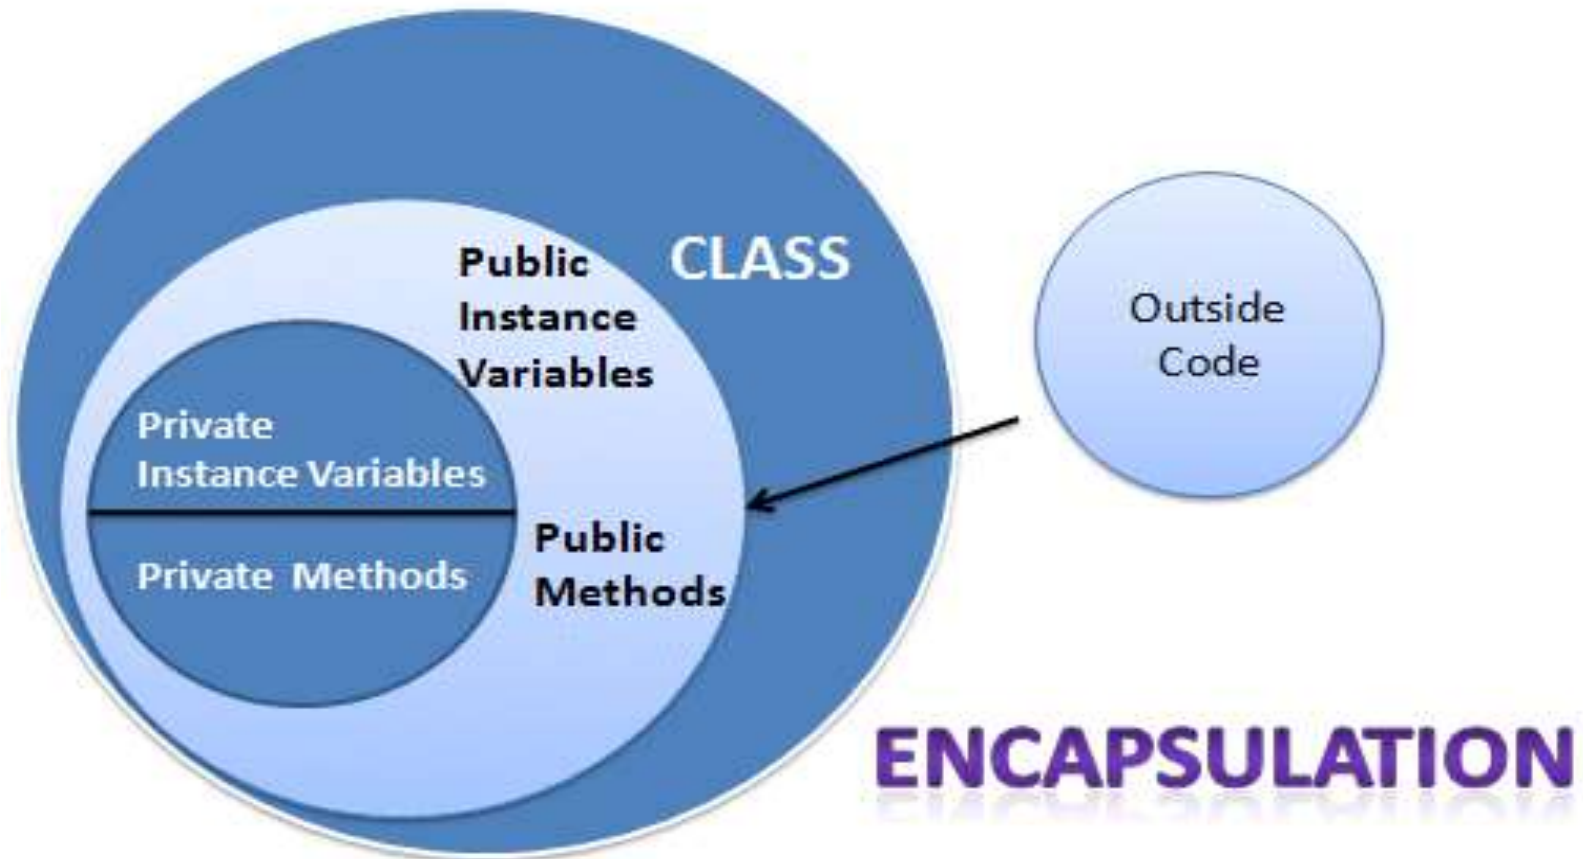 Public
Instance
Variables
CLASS
Outside
Code
Private
Instance Variables
Public
Methods
Private Methods
ENCAPSULATION